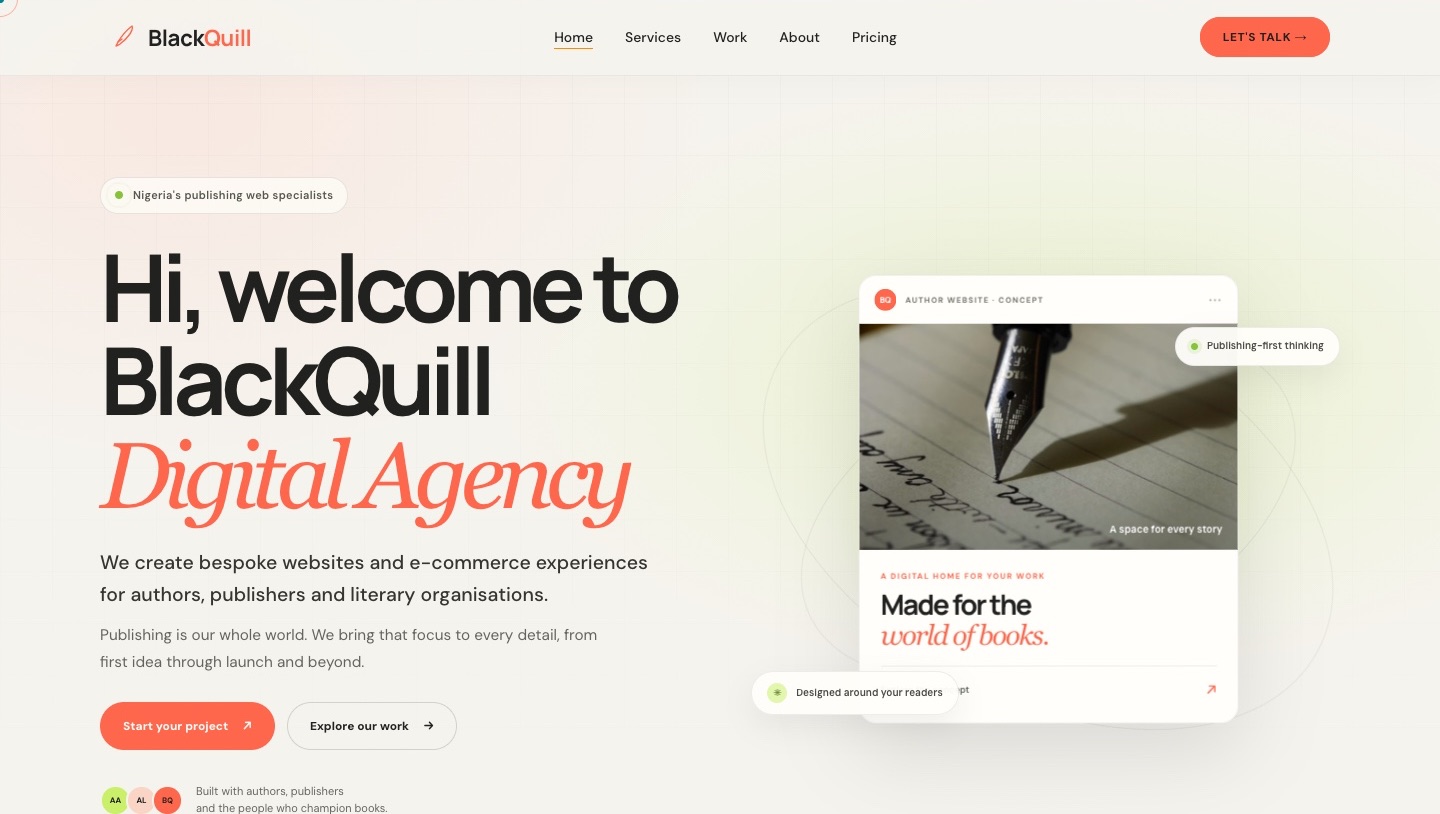 BlackQuill
Home
Services
Work
About
Pricing
LET'S TALK →
Nigeria's publishing web specialists
Hi, welcome to
BlackQuill
Digital Agency
We create bespoke websites and e-commerce experiences
for authors, publishers and literary organisations.
Publishing is our whole world. We bring that focus to every detail, from
first idea through launch and beyond.
Start your project ↗
Explore our work →
AA
AL
BQ
Built with authors, publishers
and the people who champion books.
BQ
AUTHOR WEBSITE · CONCEPT
Publishing-first thinking
A space for every story
A DIGITAL HOME FOR YOUR WORK
Made for the
world of books.
Designed around your readers